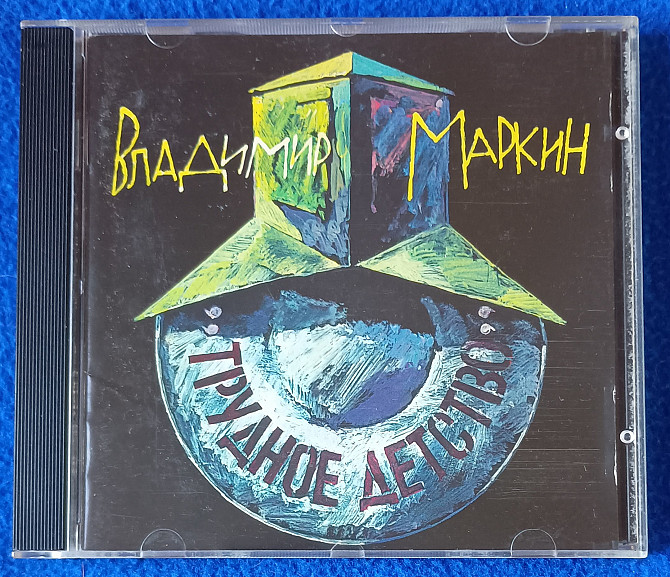 Владимир Маркин
"Трудное детство"